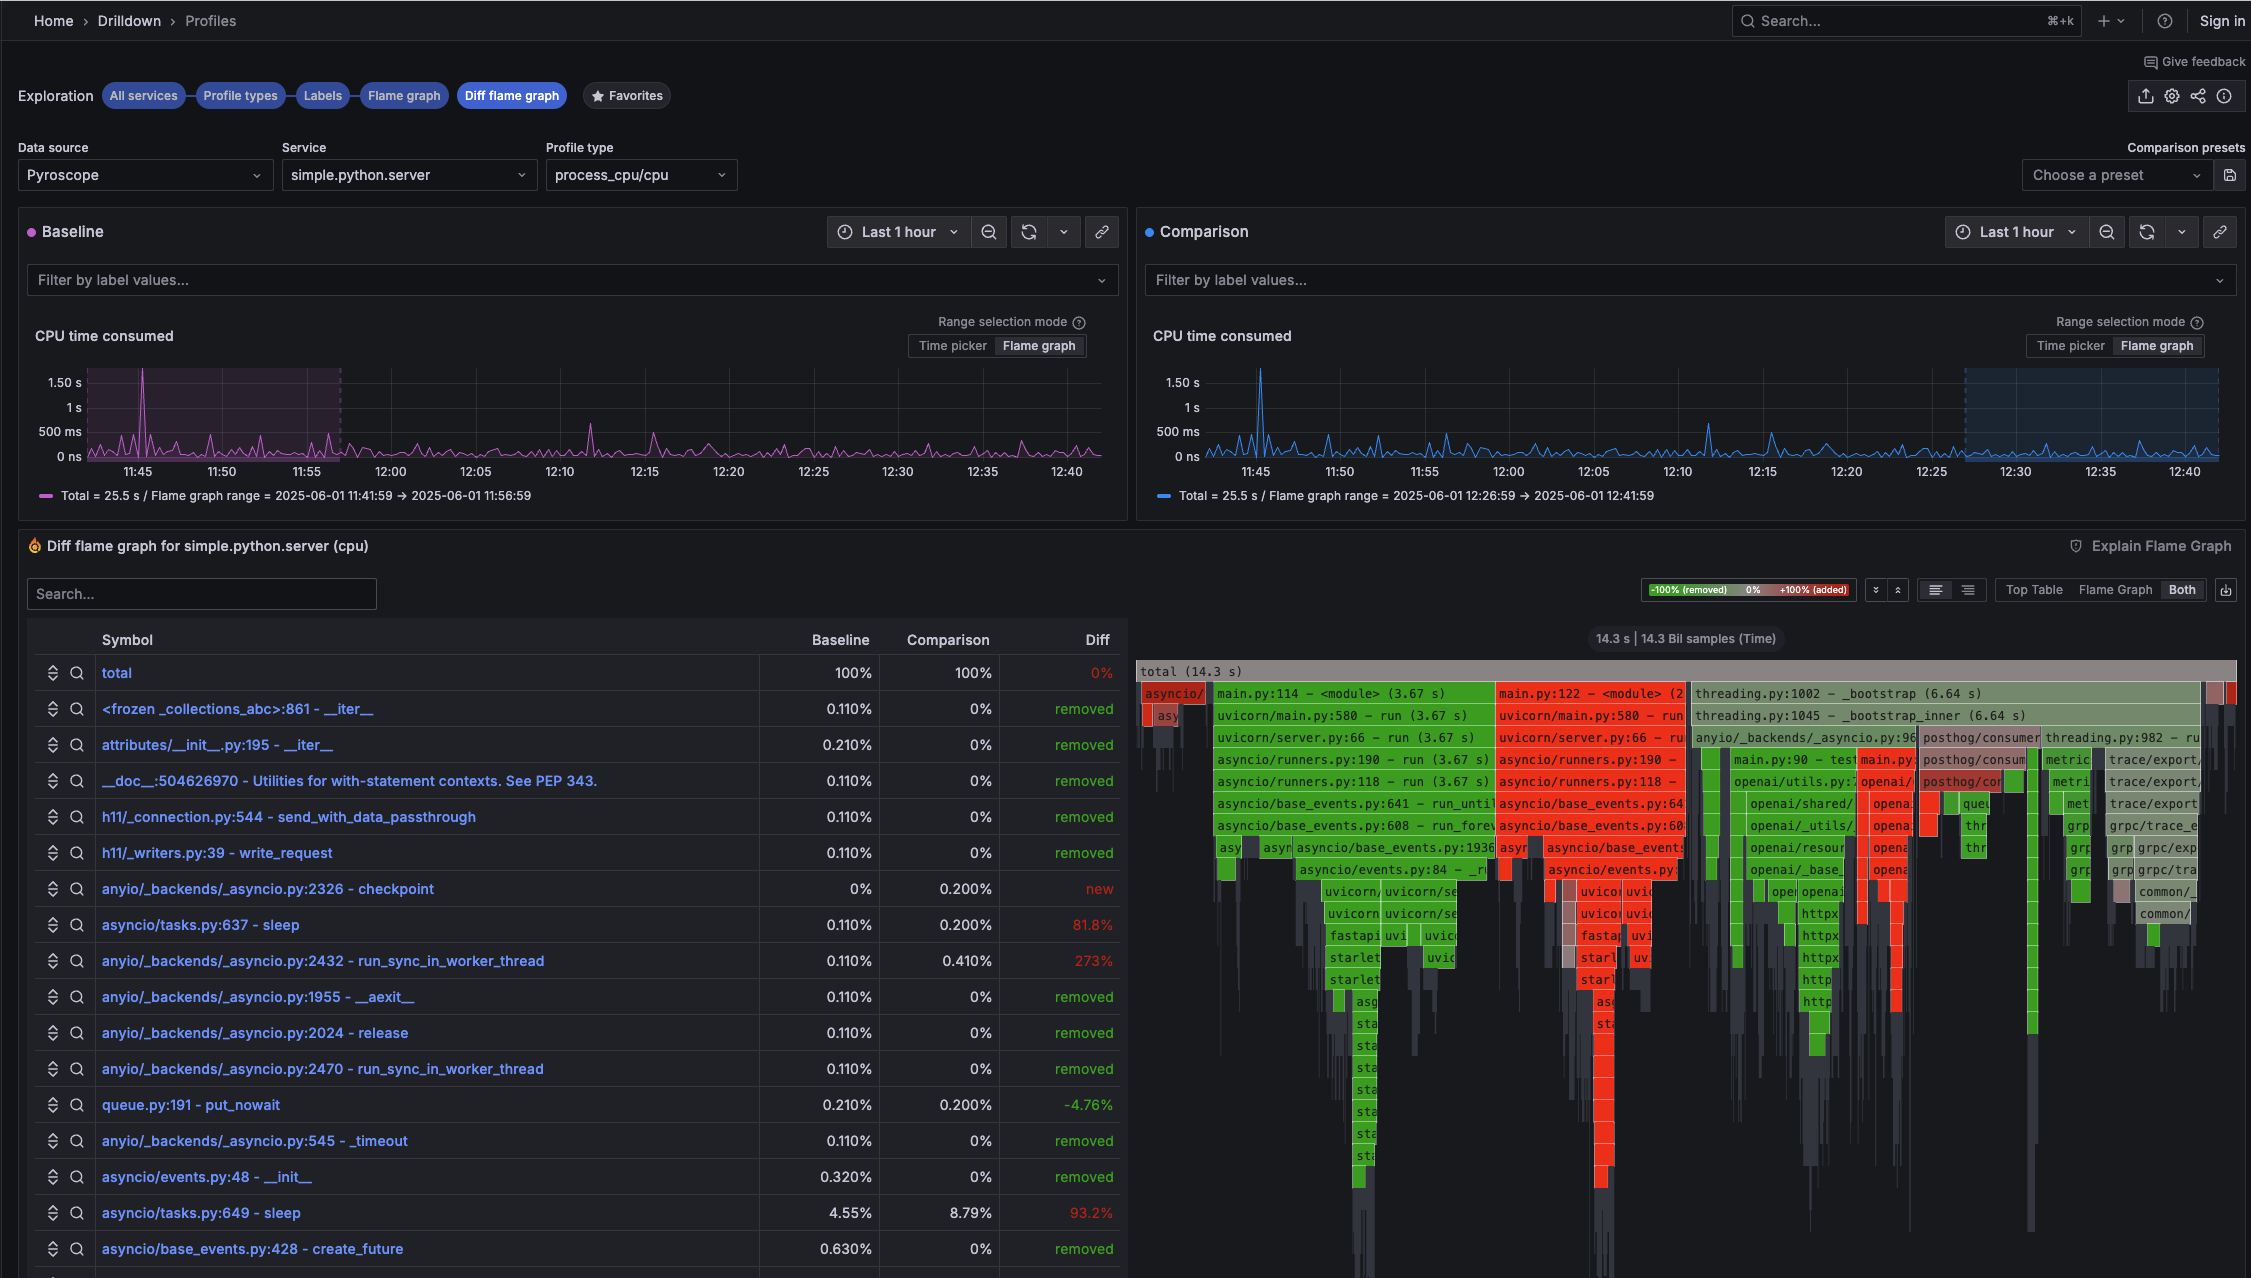 Home › Drilldown › Profiles
Search... ⌘+k
Sign in
Give feedback
Exploration All services Profile types Labels Flame graph Diff flame graph Favorites
Data source Service Profile type Comparison presets
Pyroscope simple.python.server process_cpu/cpu Choose a preset
Baseline Last 1 hour
Filter by label values...
Range selection mode
CPU time consumed
Time picker Flame graph
1.50 s
1 s
500 ms
0 ns
11:45 11:50 11:55 12:00 12:05 12:10 12:15 12:20 12:25 12:30 12:35 12:40
Total = 25.5 s / Flame graph range = 2025-06-01 11:41:59 → 2025-06-01 11:56:59
Comparison Last 1 hour
Filter by label values...
Range selection mode
CPU time consumed
Time picker Flame graph
1.50 s
1 s
500 ms
0 ns
11:45 11:50 11:55 12:00 12:05 12:10 12:15 12:20 12:25 12:30 12:35 12:40
Total = 25.5 s / Flame graph range = 2025-06-01 12:26:59 → 2025-06-01 12:41:59
Diff flame graph for simple.python.server (cpu)
Explain Flame Graph
Search...
-100% (removed) 0% +100% (added)
Top Table Flame Graph Both
Symbol Baseline Comparison Diff
total 100% 100% 0%
<frozen _collections_abc>:861 - __iter__ 0.110% 0% removed
attributes/__init__.py:195 - __iter__ 0.210% 0% removed
__doc__:504626970 - Utilities for with-statement contexts. See PEP 343. 0.110% 0% removed
h11/_connection.py:544 - send_with_data_passthrough 0.110% 0% removed
h11/_writers.py:39 - write_request 0.110% 0% removed
anyio/_backends/_asyncio.py:2326 - checkpoint 0% 0.200% new
asyncio/tasks.py:637 - sleep 0.110% 0.200% 81.8%
anyio/_backends/_asyncio.py:2432 - run_sync_in_worker_thread 0.110% 0.410% 273%
anyio/_backends/_asyncio.py:1955 - __aexit__ 0.110% 0% removed
anyio/_backends/_asyncio.py:2024 - release 0.110% 0% removed
anyio/_backends/_asyncio.py:2470 - run_sync_in_worker_thread 0.110% 0% removed
queue.py:191 - put_nowait 0.210% 0.200% -4.76%
anyio/_backends/_asyncio.py:545 - _timeout 0.110% 0% removed
asyncio/events.py:48 - __init__ 0.320% 0% removed
asyncio/tasks.py:649 - sleep 4.55% 8.79% 93.2%
asyncio/base_events.py:428 - create_future 0.630% 0% removed
14.3 s | 14.3 Bil samples (Time)
total (14.3 s)
asyncio/ main.py:114 - <module> (3.67 s) main.py:122 - <module> (2 threading.py:1002 - _bootstrap (6.64 s)
asy uvicorn/main.py:580 - run (3.67 s) uvicorn/main.py:580 - run threading.py:1045 - _bootstrap_inner (6.64 s)
uvicorn/server.py:66 - run (3.67 s) uvicorn/server.py:66 - ru anyio/_backends/_asyncio.py:96 posthog/consumer threading.py:982 - ru
asyncio/runners.py:190 - run (3.67 s) asyncio/runners.py:190 - main.py:90 - test main.py: posthog/consum metric trace/export/
asyncio/runners.py:118 - run (3.67 s) asyncio/runners.py:118 - openai/utils.py:7 openai/ posthog/con metri trace/export/
asyncio/base_events.py:641 - run_until asyncio/base_events.py:64 openai/shared/ opena queu met trace/export
asyncio/base_events.py:608 - run_forev asyncio/base_events.py:60 openai/_utils/ opena thr grp grpc/trace_e
asy asyn asyncio/base_events.py:1936 asyn asyncio/base_events openai/resour opena thr grp grp grpc/exp
asyncio/events.py:84 - _ru asyncio/events.py: openai/_base_ opena grp grp grpc/tra
uvicorn/ uvicorn/se uvicor uvic oper openai common/_
uvicorn uvicorn/se uvicor uvi httpx common/
fastapi uvi uvico fastap uvi httpx
starlet uvic starl uv httpx
starlet starl http
asg asg http
sta sta
sta
sta
sta
sta
sta
sta